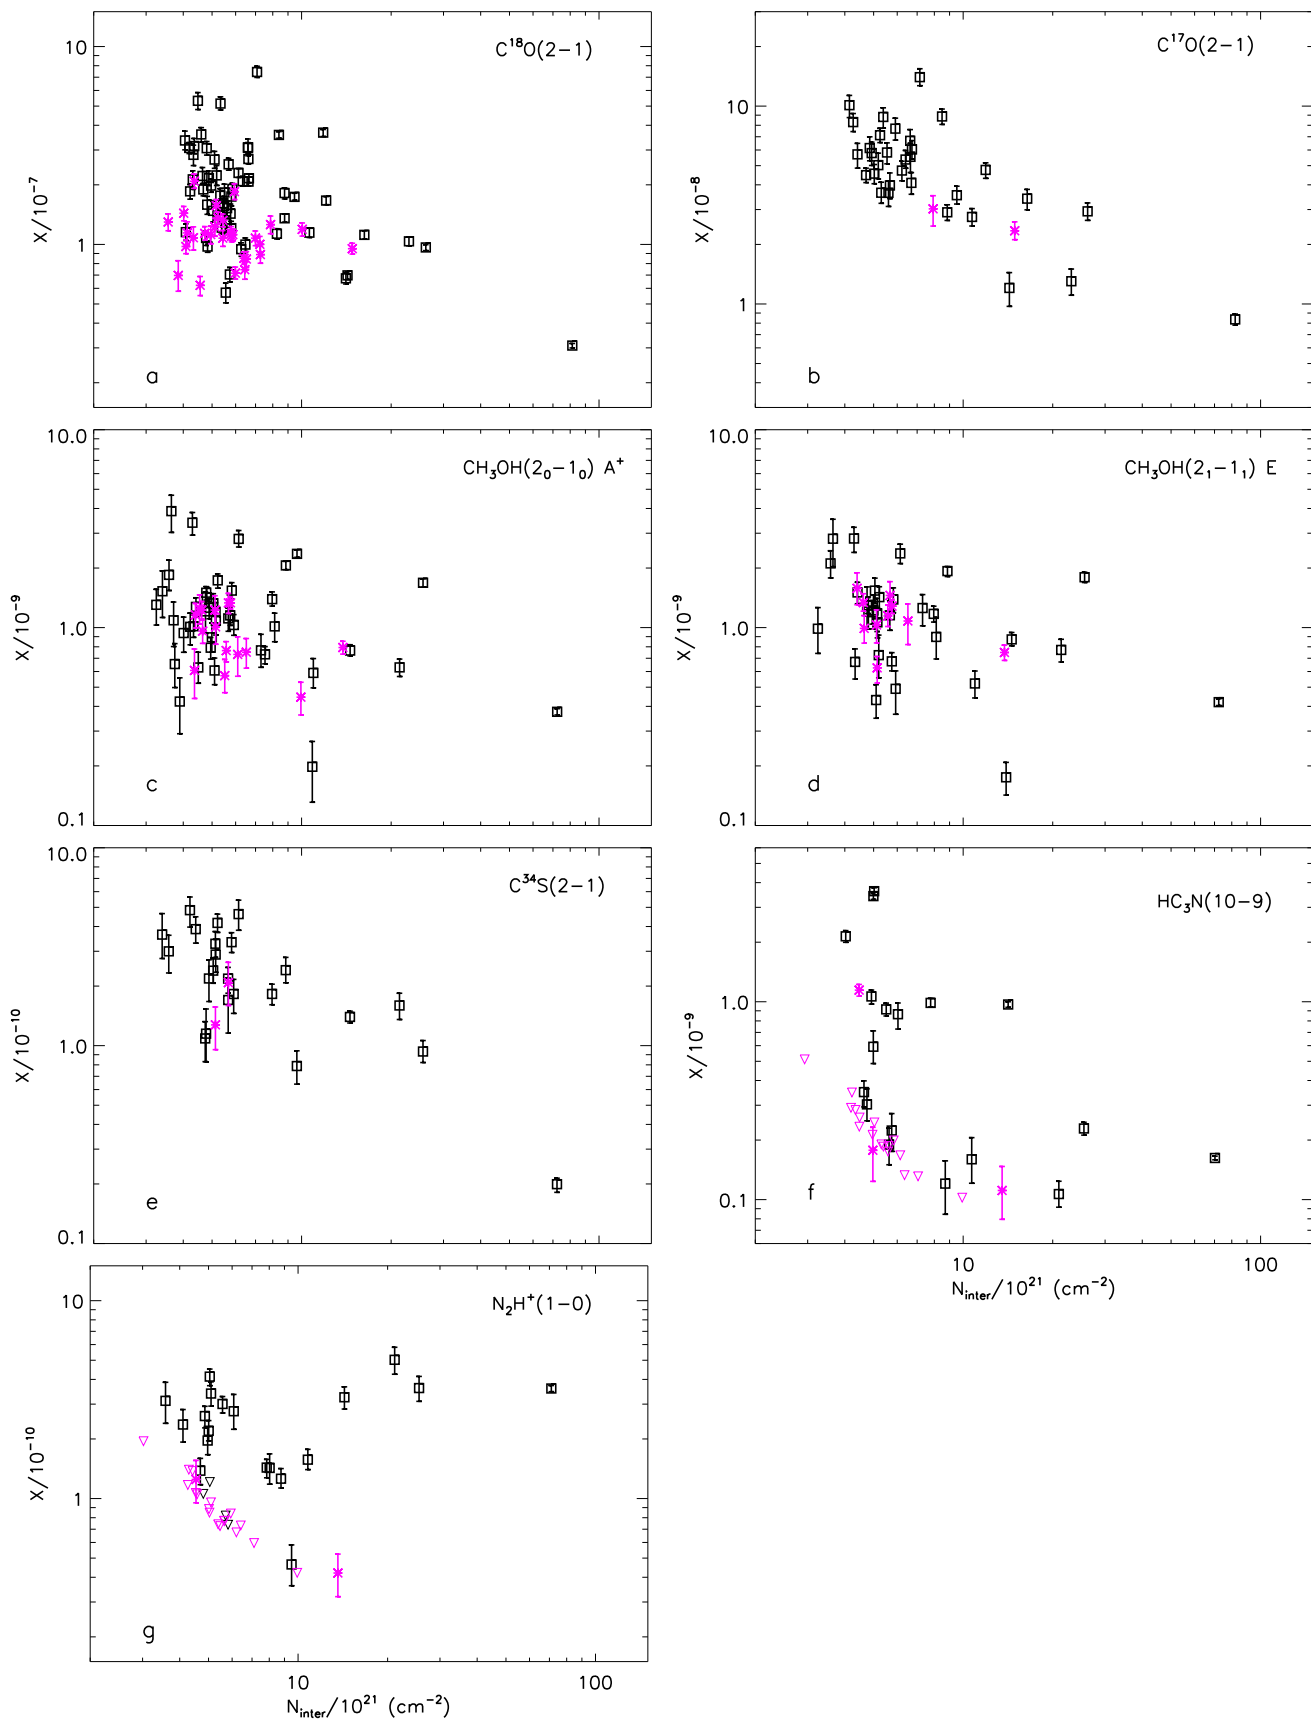 10
C¹⁸O(2−1)
1
X/10⁻⁷
a
10
C¹⁷O(2−1)
1
X/10⁻⁸
b
10.0
CH₃OH(2₀−1₀) A⁺
1.0
X/10⁻⁹
c
0.1
10.0
CH₃OH(2₁−1₁) E
1.0
X/10⁻⁹
d
0.1
10.0
C³⁴S(2−1)
1.0
X/10⁻¹⁰
e
0.1
HC₃N(10−9)
1.0
X/10⁻⁹
f
0.1
10 100
N_inter/10²¹ (cm⁻²)
10
N₂H⁺(1−0)
1
X/10⁻¹⁰
g
10 100
N_inter/10²¹ (cm⁻²)